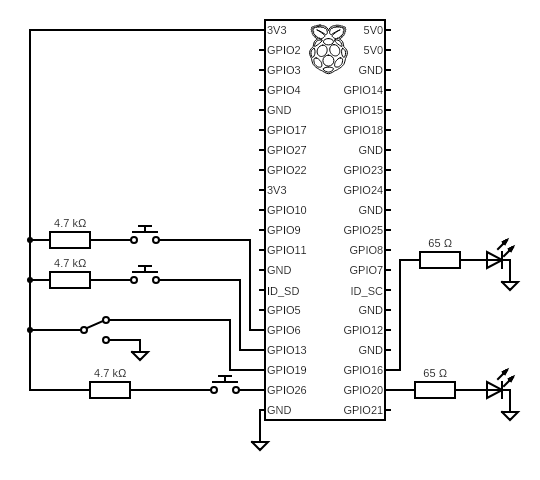 3V3 5V0
GPIO2 5V0
GPIO3 GND
GPIO4 GPIO14
GND GPIO15
GPIO17 GPIO18
GPIO27 GND
GPIO22 GPIO23
3V3 GPIO24
GPIO10 GND
4.7 kΩ GPIO9 GPIO25
GPIO11 GPIO8 65 Ω
4.7 kΩ GND GPIO7
ID_SD ID_SC
GPIO5 GND
GPIO6 GPIO12
GPIO13 GND
4.7 kΩ GPIO19 GPIO16 65 Ω
GPIO26 GPIO20
GND GPIO21